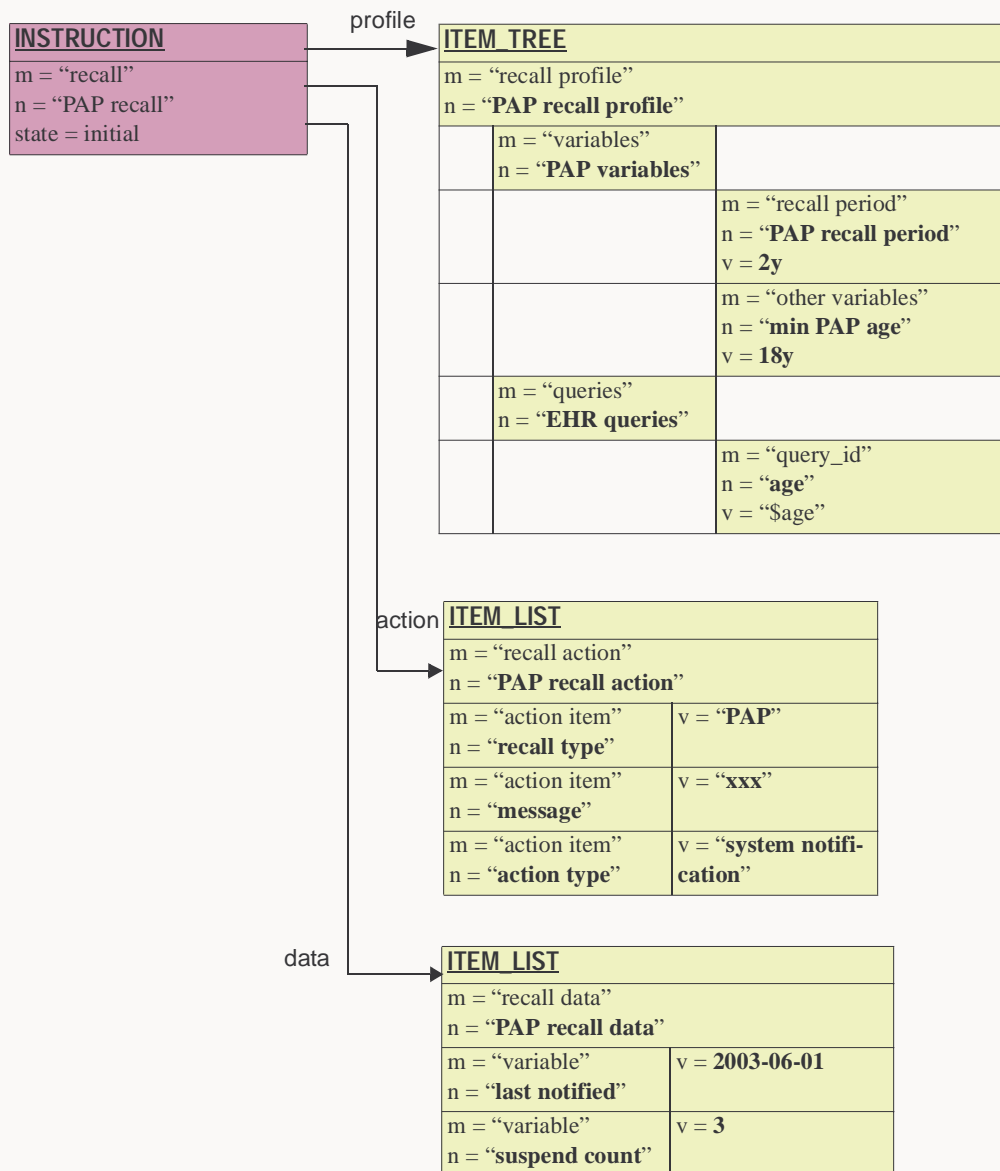 profile
INSTRUCTION
m = “recall”
n = “PAP recall”
state = initial
ITEM_TREE
m = “recall profile”
n = “PAP recall profile”
m = “variables”
n = “PAP variables”
m = “recall period”
n = “PAP recall period”
v = 2y
m = “other variables”
n = “min PAP age”
v = 18y
m = “queries”
n = “EHR queries”
m = “query_id”
n = “age”
v = “$age”
action
ITEM_LIST
m = “recall action”
n = “PAP recall action”
m = “action item”
n = “recall type”
v = “PAP”
m = “action item”
n = “message”
v = “xxx”
m = “action item”
n = “action type”
v = “system notifi-
cation”
data
ITEM_LIST
m = “recall data”
n = “PAP recall data”
m = “variable”
n = “last notified”
v = 2003-06-01
m = “variable”
n = “suspend count”
v = 3